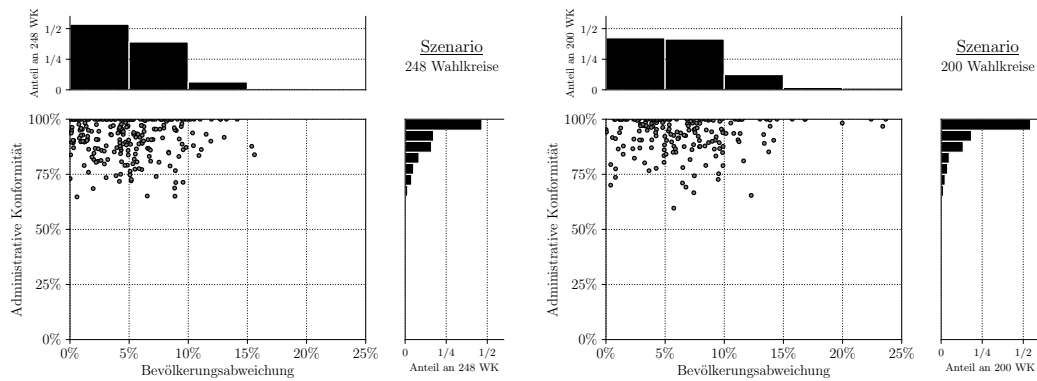 Anteil an 248 WK
1/2
1/4
0
Szenario
248 Wahlkreise
Administrative Konformität
100%
75%
50%
25%
0%
0%
5%
10%
15%
20%
25%
Bevölkerungsabweichung
0
1/4
1/2
Anteil an 248 WK
Anteil an 200 WK
1/2
1/4
0
Szenario
200 Wahlkreise
Administrative Konformität
100%
75%
50%
25%
0%
0%
5%
10%
15%
20%
25%
Bevölkerungsabweichung
0
1/4
1/2
Anteil an 200 WK